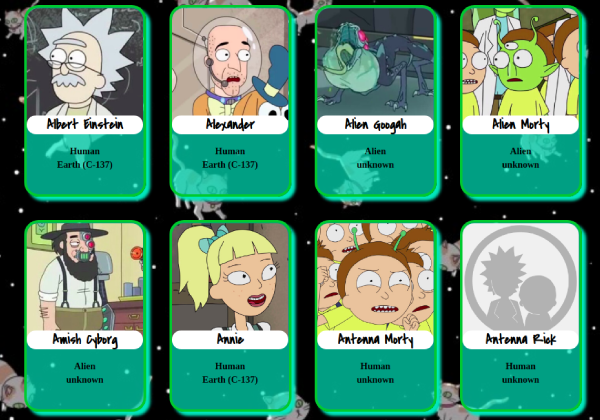 Albert Einstein
Human
Earth (C-137)
Alexander
Human
Earth (C-137)
Alien Googah
Alien
unknown
Alien Morty
Alien
unknown
Amish Cyborg
Alien
unknown
Annie
Human
Earth (C-137)
Antenna Morty
Human
unknown
Antenna Rick
Human
unknown